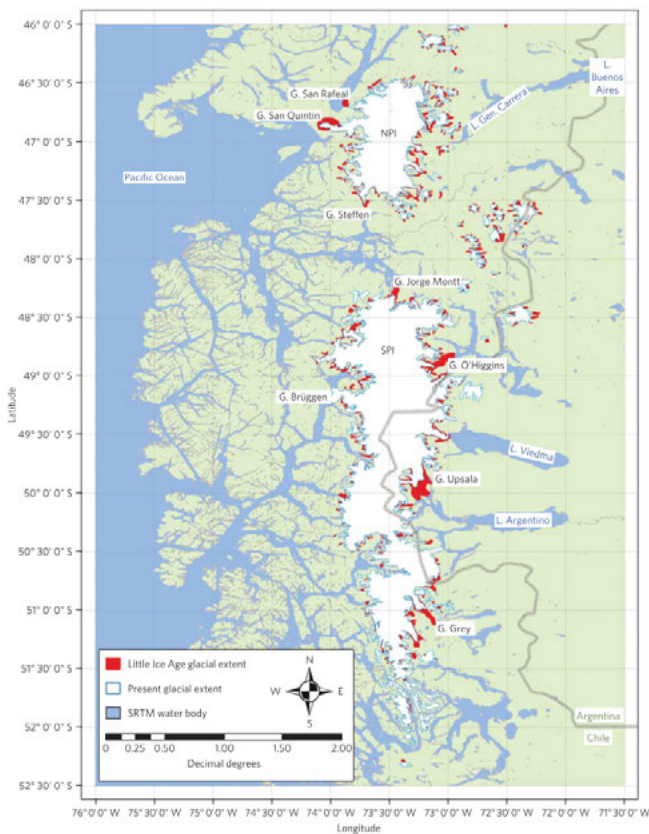 46° 0' 0" S
46° 30' 0" S
47° 0' 0" S
47° 30' 0" S
48° 0' 0" S
48° 30' 0" S
49° 0' 0" S
49° 30' 0" S
50° 0' 0" S
50° 30' 0" S
51° 0' 0" S
51° 30' 0" S
52° 0' 0" S
52° 30' 0" S
Latitude
L.
Buenos
Aires
G. San Rafeal
L. Gen. Carrera
G. San Quintin
NPI
Pacific Ocean
G. Steffen
G. Jorge Montt
SPI
G. O'Higgins
G. Brüggen
L. Viedma
G. Upsala
L. Argentino
G. Grey
Argentina
Chile
Little Ice Age glacial extent
Present glacial extent
SRTM water body
N
W E
S
0 0.25 0.50 1.00 1.50 2.00
Decimal degrees
76° 0' 0" W 75° 30' 0" W 75° 0' 0" W 74° 30' 0" W 74° 0' 0" W 73° 30' 0" W 73° 0' 0" W 72° 30' 0" W 72° 0' 0" W 71° 30' 0" W
Longitude